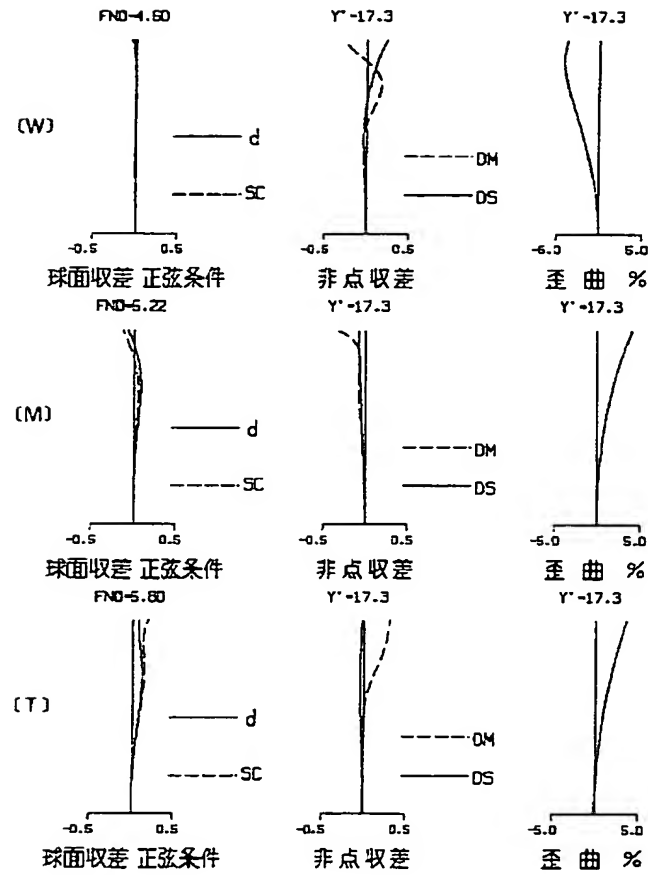 FNO-4.60 Y'-17.3 Y'-17.3
(W)
d
SC
DM
DS
-0.5 0.5 -0.5 0.5 -5.0 5.0
球面収差 正弦条件 非点収差 歪曲 %
FNO-5.22 Y'-17.3 Y'-17.3
(M)
d
SC
DM
DS
-0.5 0.5 -0.5 0.5 -5.0 5.0
球面収差 正弦条件 非点収差 歪曲 %
FNO-5.80 Y'-17.3 Y'-17.3
(T)
d
SC
DM
DS
-0.5 0.5 -0.5 0.5 -5.0 5.0
球面収差 正弦条件 非点収差 歪曲 %